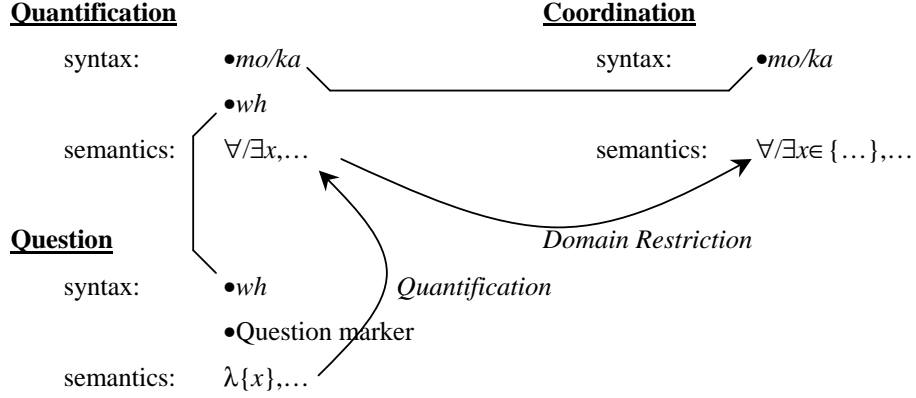 Quantification Coordination
syntax: •mo/ka syntax: •mo/ka
•wh
semantics: ∀/∃x,… semantics: ∀/∃x∈{…},…
Question Domain Restriction
syntax: •wh Quantification
•Question marker
semantics: λ{x},…